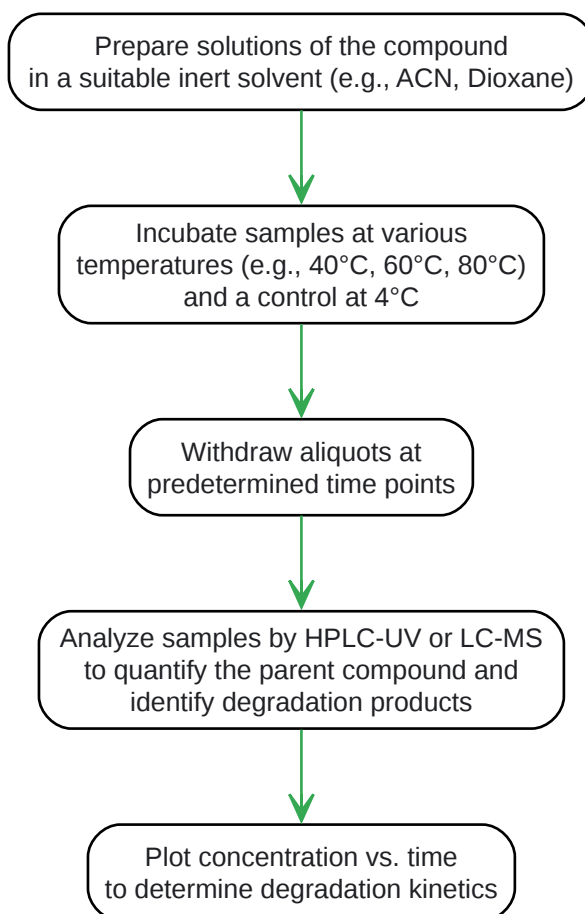 Prepare solutions of the compound
in a suitable inert solvent (e.g., ACN, Dioxane)
Incubate samples at various
temperatures (e.g., 40°C, 60°C, 80°C)
and a control at 4°C
Withdraw aliquots at
predetermined time points
Analyze samples by HPLC-UV or LC-MS
to quantify the parent compound and
identify degradation products
Plot concentration vs. time
to determine degradation kinetics